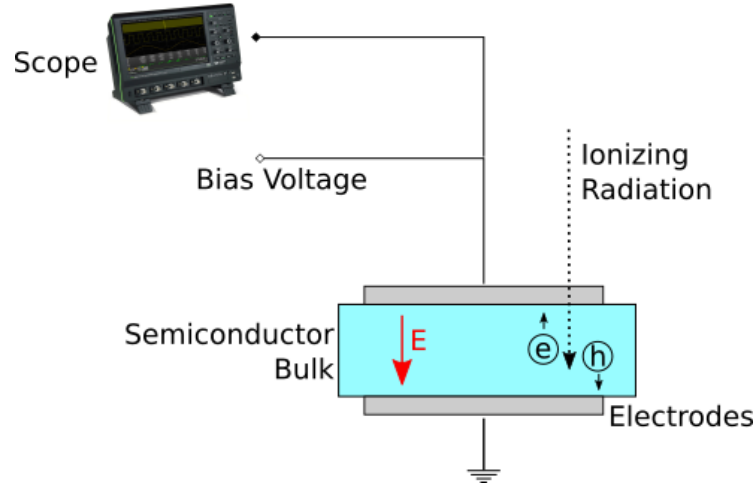 Scope
Bias Voltage
Ionizing
Radiation
Semiconductor
Bulk
E
e
h
Electrodes